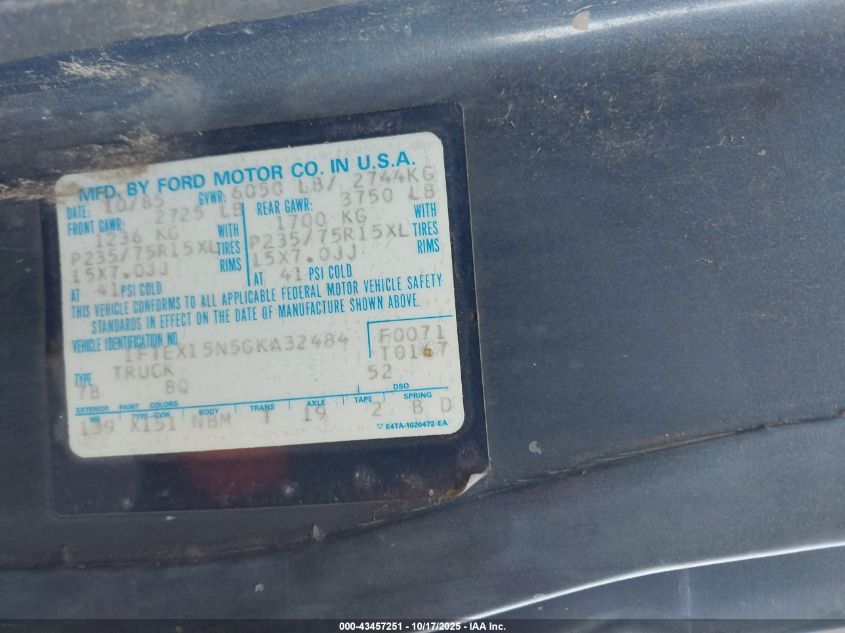 MFD. BY FORD MOTOR CO. IN U.S.A.
DATE: 10/85 GVWR: 6050 LB/ 2744KG
FRONT GAWR: 2725 LB REAR GAWR: 3750 LB
1236 KG WITH 1700 KG WITH
P235/75R15XL TIRES P235/75R15XL TIRES
15X7.0JJ RIMS 15X7.0JJ RIMS
AT 41 PSI COLD AT 41 PSI COLD
THIS VEHICLE CONFORMS TO ALL APPLICABLE FEDERAL MOTOR VEHICLE SAFETY
STANDARDS IN EFFECT ON THE DATE OF MANUFACTURE SHOWN ABOVE.
VEHICLE IDENTIFICATION NO. 1FTEX15N5GKA32484 F0071
TYPE TRUCK 52
7B 8Q DSO
EXTERIOR PAINT COLORS
WB TYPE-GVW BODY TRANS AXLE TAPE SPRING
139 X151 N8M T 19 2 B D
▽ E4TA-1020472-EA
000-43457251 | 10/17/2025 | IAA Inc.